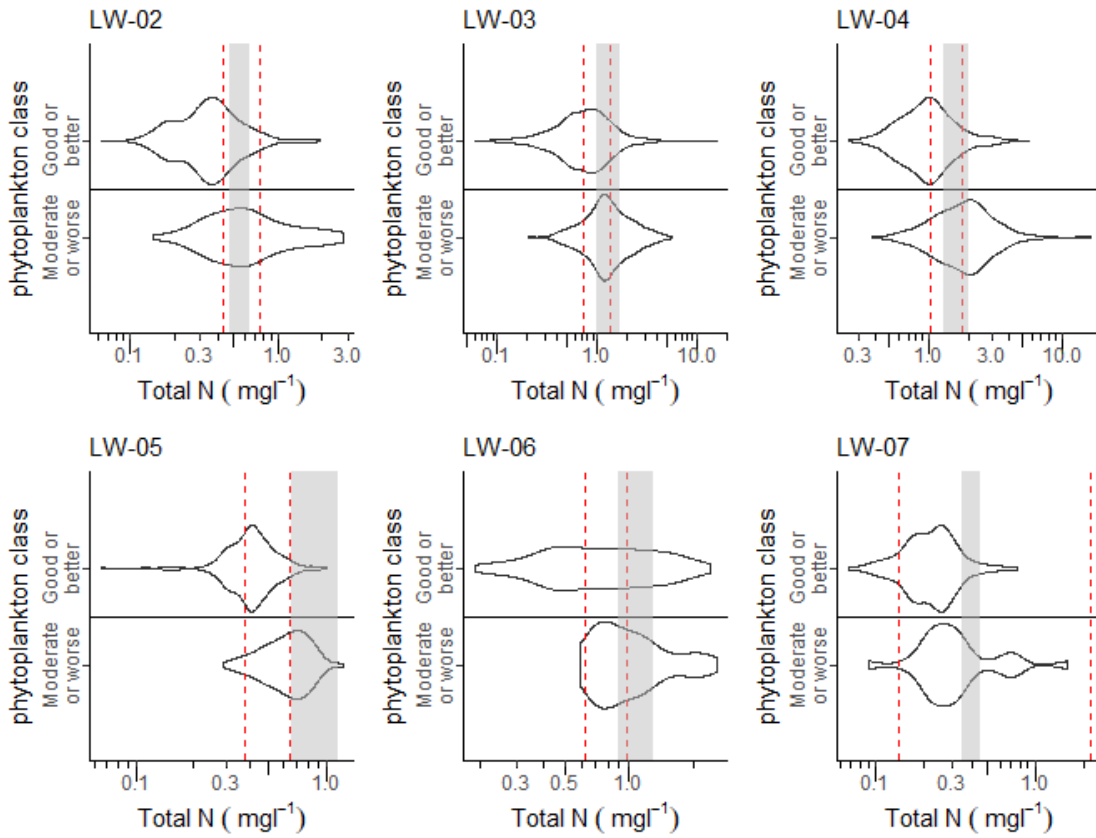 LW-02
phytoplankton class
Good or
better
Moderate
or worse
0.1 0.3 1.0 3.0
Total N ( mgl⁻¹)
LW-03
phytoplankton class
Good or
better
Moderate
or worse
0.1 1.0 10.0
Total N ( mgl⁻¹)
LW-04
phytoplankton class
Good or
better
Moderate
or worse
0.3 1.0 3.0 10.0
Total N ( mgl⁻¹)
LW-05
phytoplankton class
Good or
better
Moderate
or worse
0.1 0.3 1.0
Total N ( mgl⁻¹)
LW-06
phytoplankton class
Good or
better
Moderate
or worse
0.3 0.5 1.0
Total N ( mgl⁻¹)
LW-07
phytoplankton class
Good or
better
Moderate
or worse
0.1 0.3 1.0
Total N ( mgl⁻¹)